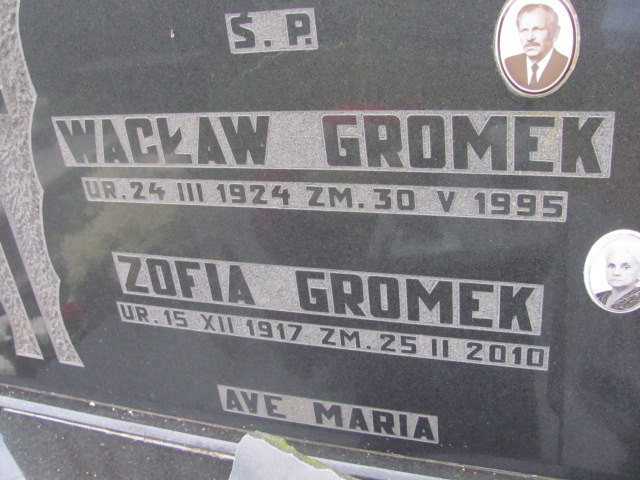 Ś.P.
WACŁAW GROMEK
UR. 24 III 1924 ZM. 30 V 1995
ZOFIA GROMEK
UR. 15 XII 1917 ZM. 25 II 2010
AVE MARIA